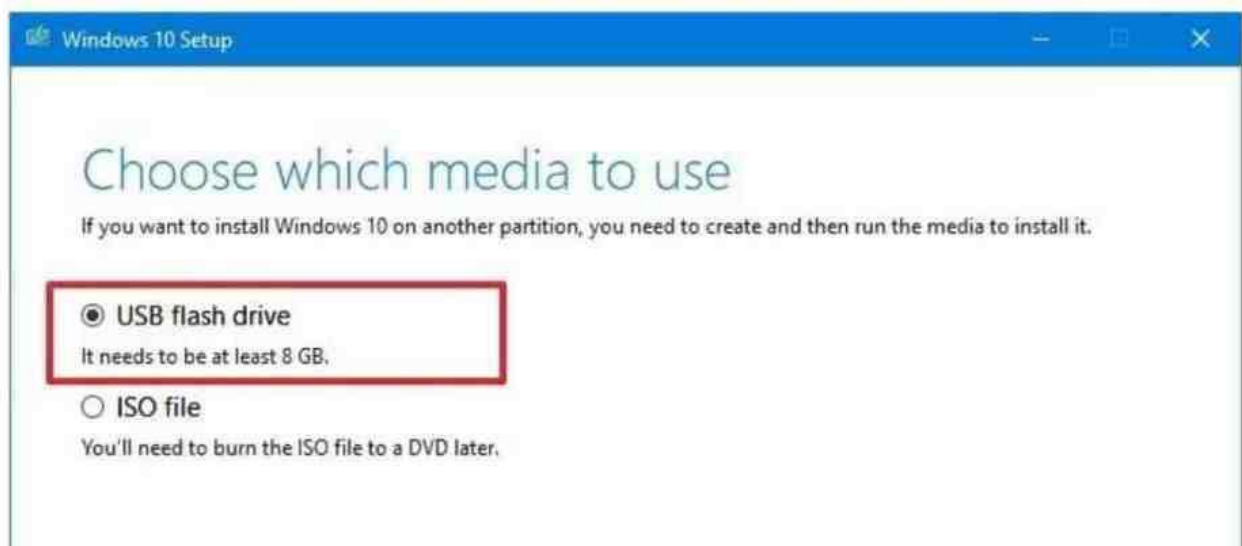 Windows 10 Setup
Choose which media to use
If you want to install Windows 10 on another partition, you need to create and then run the media to install it.
USB flash drive
It needs to be at least 8 GB.
ISO file
You'll need to burn the ISO file to a DVD later.